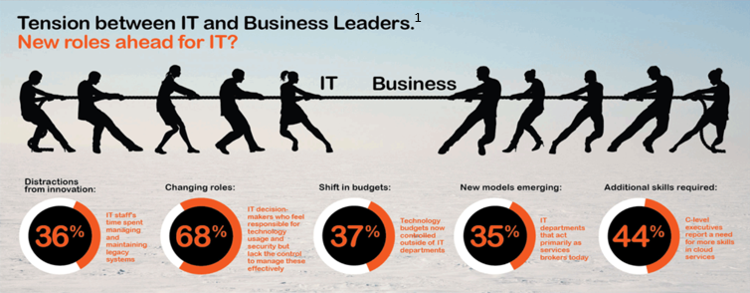 Tension between IT and Business Leaders.1
New roles ahead for IT?
IT Business
Distractions
from innovation:
36%
IT staff's
time spent
managing
and
maintaining
legacy
systems
Changing roles:
68%
IT decision-
makers who feel
responsible for
technology
usage and
security but
lack the control
to manage these
effectively
Shift in budgets:
37%
Technology
budgets now
controlled
outside of IT
departments
New models emerging:
35%
IT
departments
that act
primarily as
services
brokers today
Additional skills required:
44%
C-level
executives
report a need
for more skills
in cloud
services